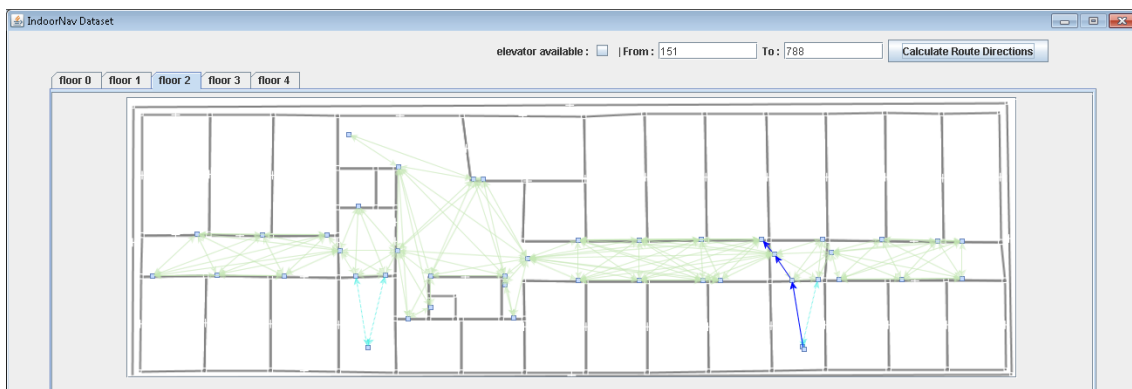 IndoorNav Dataset
elevator available : | From : 151 To : 788 Calculate Route Directions
floor 0 floor 1 floor 2 floor 3 floor 4